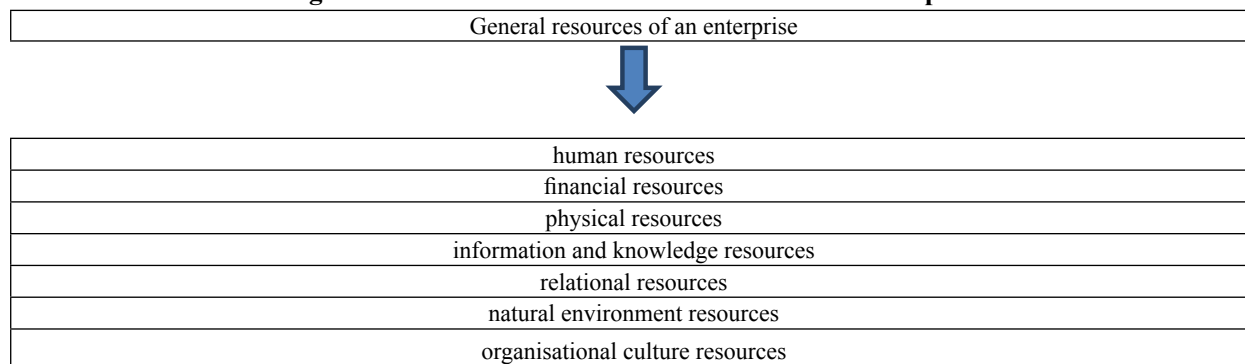 General resources of an enterprise
human resources
financial resources
physical resources
information and knowledge resources
relational resources
natural environment resources
organisational culture resources